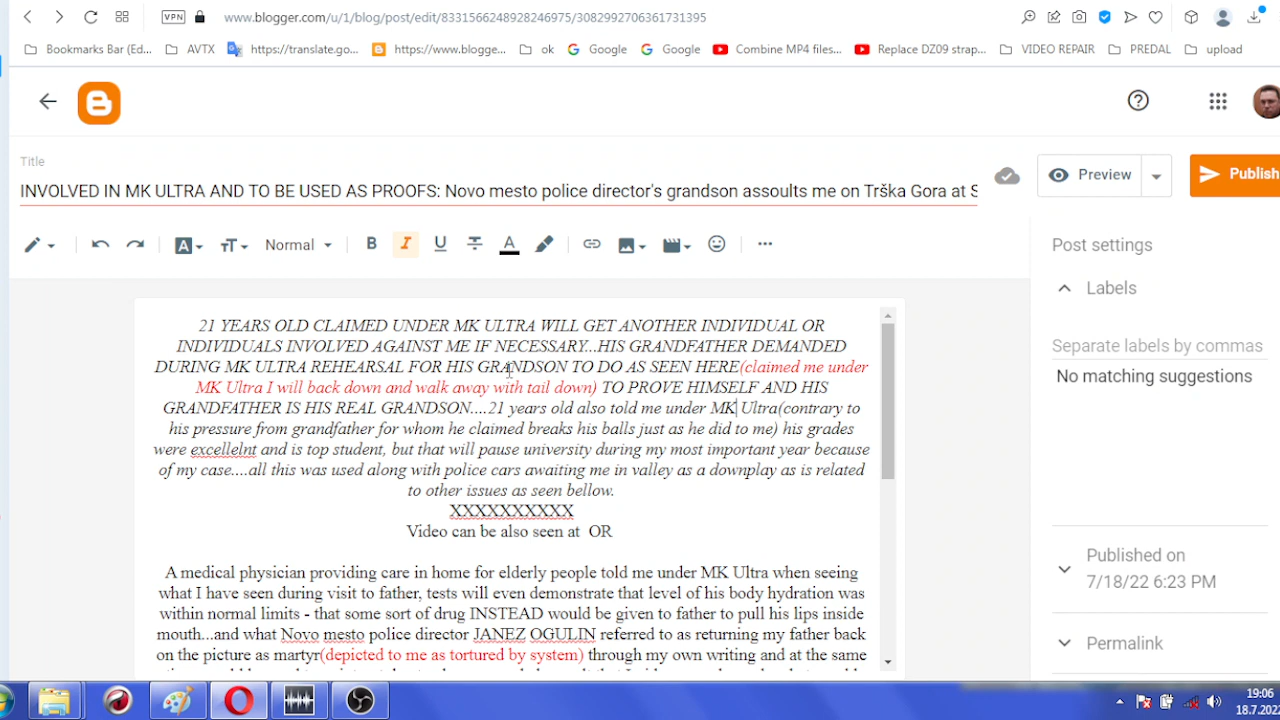 VPN www.blogger.com/u/1/blog/post/edit/8331566248928246975/3082992706361731395
Bookmarks Bar (Ed... AVTX https://translate.go... https://www.blogge... ok Google Google Combine MP4 files... Replace DZ09 strap... VIDEO REPAIR PREDAL upload
Title
INVOLVED IN MK ULTRA AND TO BE USED AS PROOFS: Novo mesto police director's grandson assoults me on Trška Gora at S
Preview
Publish
Normal B I U A
Post settings
Labels
Separate labels by commas
No matching suggestions
Published on
7/18/22 6:23 PM
Permalink
21 YEARS OLD CLAIMED UNDER MK ULTRA WILL GET ANOTHER INDIVIDUAL OR
INDIVIDUALS INVOLVED AGAINST ME IF NECESSARY...HIS GRANDFATHER DEMANDED
DURING MK ULTRA REHEARSAL FOR HIS GRANDSON TO DO AS SEEN HERE(claimed me under
MK Ultra I will back down and walk away with tail down) TO PROVE HIMSELF AND HIS
GRANDFATHER IS HIS REAL GRANDSON....21 years old also told me under MK Ultra(contrary to
his pressure from grandfather for whom he claimed breaks his balls just as he did to me) his grades
were excellelnt and is top student, but that will pause university during my most important year because
of my case....all this was used along with police cars awaiting me in valley as a downplay as is related
to other issues as seen bellow.
XXXXXXXXXX
Video can be also seen at OR
A medical physician providing care in home for elderly people told me under MK Ultra when seeing
what I have seen during visit to father, tests will even demonstrate that level of his body hydration was
within normal limits - that some sort of drug INSTEAD would be given to father to pull his lips inside
mouth...and what Novo mesto police director JANEZ OGULIN referred to as returning my father back
on the picture as martyr(depicted to me as tortured by system) through my own writing and at the same
19:06
18.7.2022